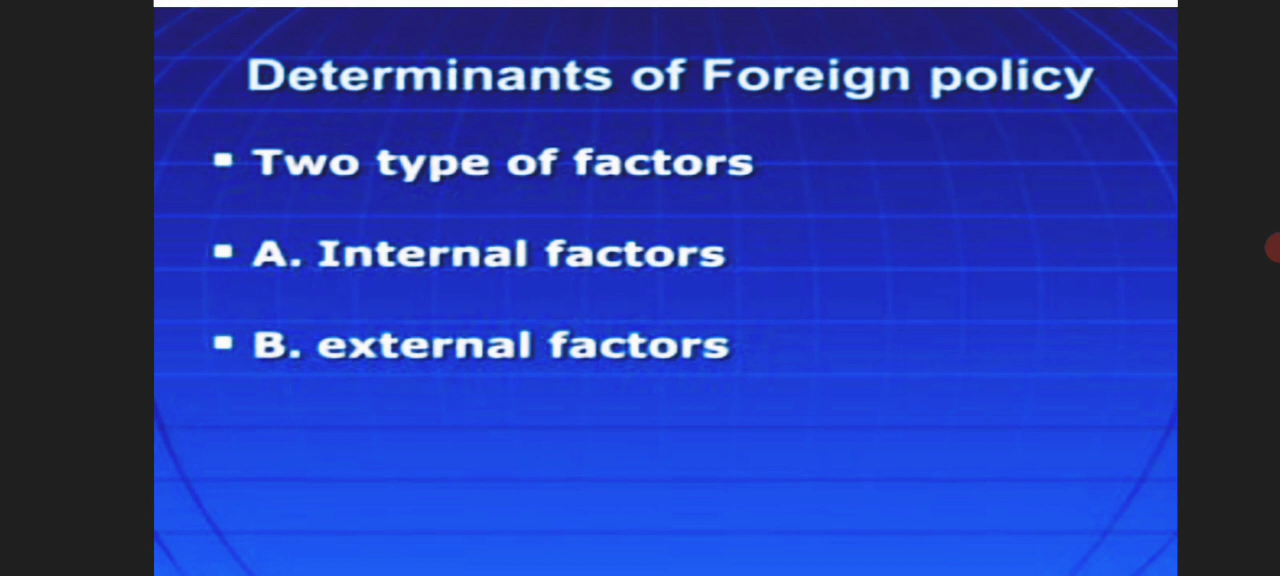 Determinants of Foreign policy
▪ Two type of factors
▪ A. Internal factors
▪ B. external factors